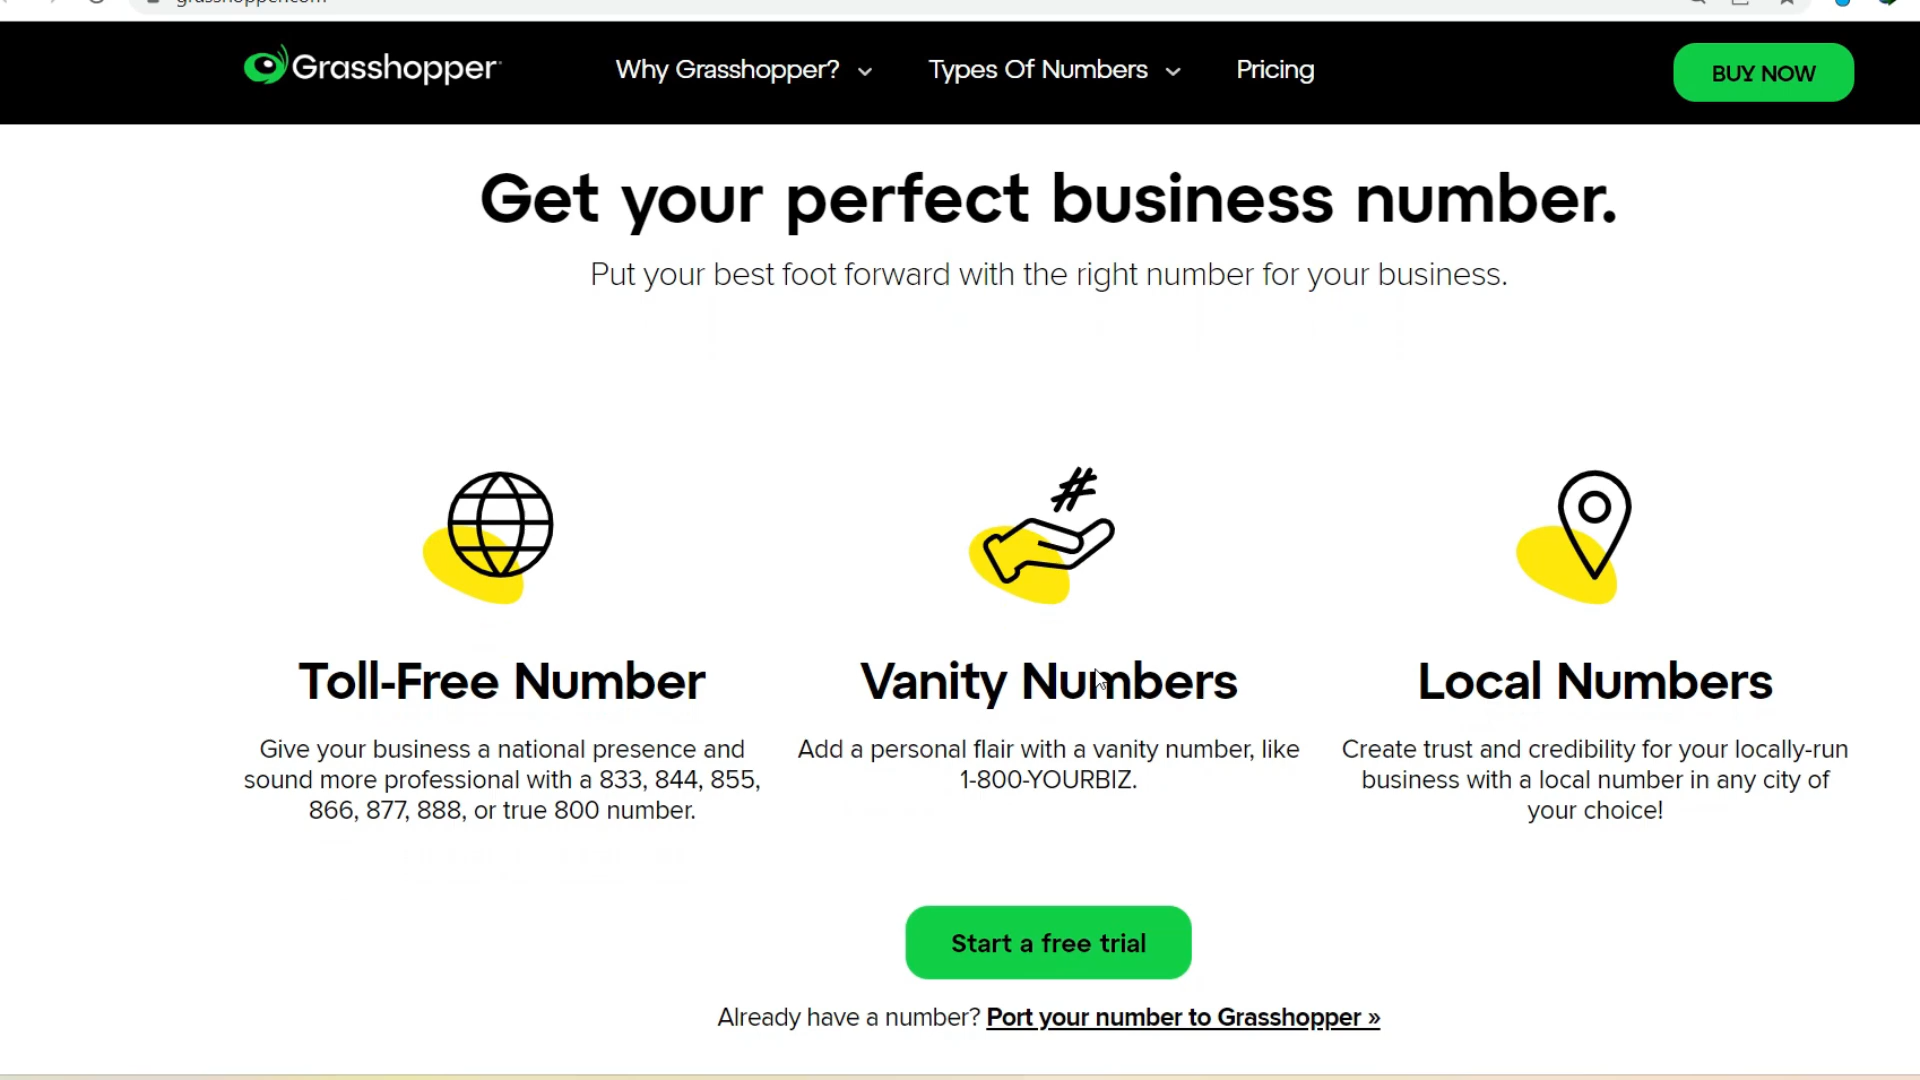 grasshopper.com
Grasshopper
Why Grasshopper?
Types Of Numbers
Pricing
BUY NOW
Get your perfect business number.
Put your best foot forward with the right number for your business.
#
Toll-Free Number
Give your business a national presence and
sound more professional with a 833, 844, 855,
866, 877, 888, or true 800 number.
Vanity Numbers
Add a personal flair with a vanity number, like
1-800-YOURBIZ.
Local Numbers
Create trust and credibility for your locally-run
business with a local number in any city of
your choice!
Start a free trial
Already have a number? Port your number to Grasshopper »